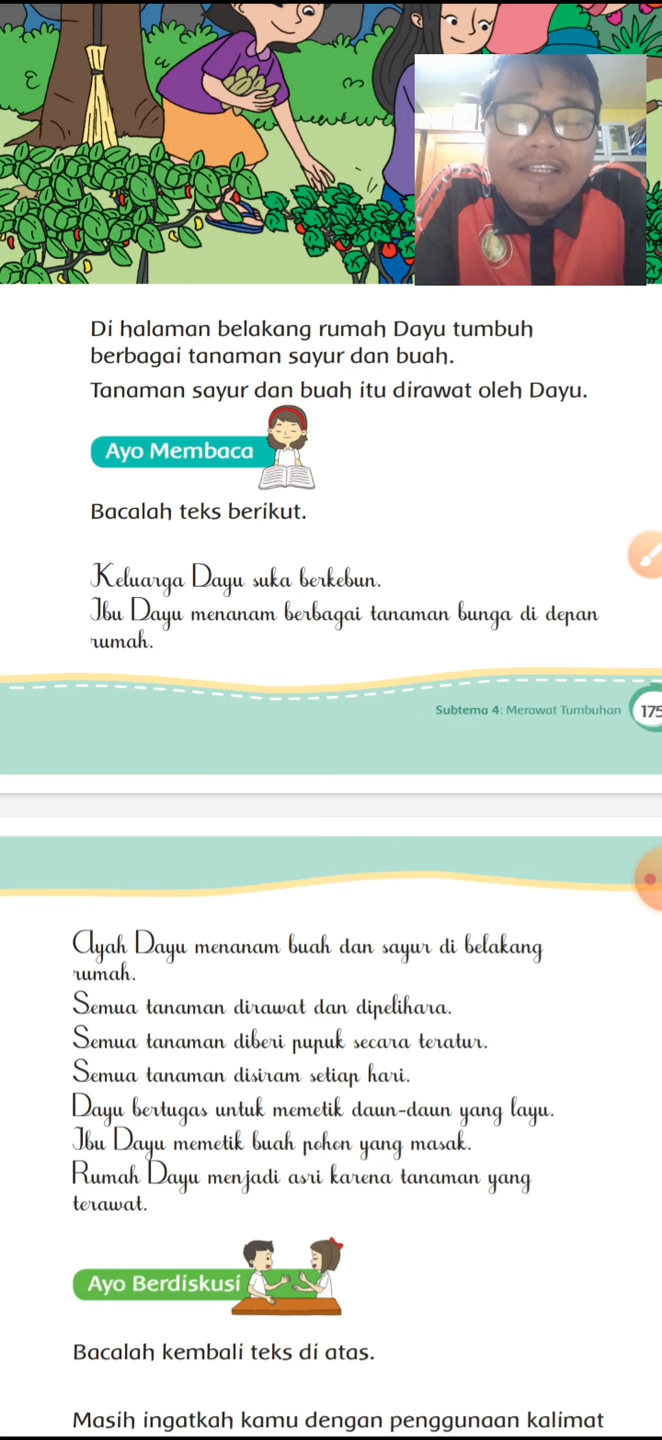 Di halaman belakang rumah Dayu tumbuh
berbagai tanaman sayur dan buah.
Tanaman sayur dan buah itu dirawat oleh Dayu.
Ayo Membaca
Bacalah teks berikut.
Keluarga Dayu suka berkebun.
Ibu Dayu menanam berbagai tanaman bunga di depan
rumah.
Subtema 4: Merawat Tumbuhan
175
Ayah Dayu menanam buah dan sayur di belakang
rumah.
Semua tanaman dirawat dan dipelihara.
Semua tanaman diberi pupuk secara teratur.
Semua tanaman disiram setiap hari.
Dayu bertugas untuk memetik daun-daun yang layu.
Ibu Dayu memetik buah pohon yang masak.
Rumah Dayu menjadi asri karena tanaman yang
terawat.
Ayo Berdiskusi
Bacalah kembali teks di atas.
Masih ingatkah kamu dengan penggunaan kalimat